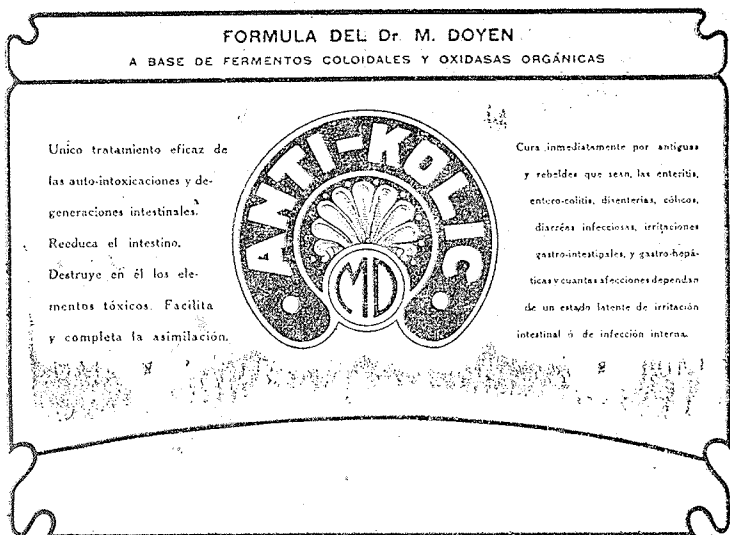 FORMULA DEL Dr. M. DOYEN
A BASE DE FERMENTOS COLOIDALES Y OXIDASAS ORGÁNICAS
Unico tratamiento eficaz de
las auto-intoxicaciones y de-
generaciones intestinales.
Reeduca el intestino.
Destruye en él los ele-
mentos tóxicos. Facilita
y completa la asimilación.
ANTI-KOLIC
MD
Cura inmediatamente por antiguas
y rebeldes que sean, las enteritis,
entero-colitis, disenterias, cólicos,
diarréas infecciosas, irritaciones
gastro-intestinales, y gastro-hepá-
ticas y cuantas afecciones dependan
de un estado latente de irritación
intestinal ó de infección interna.